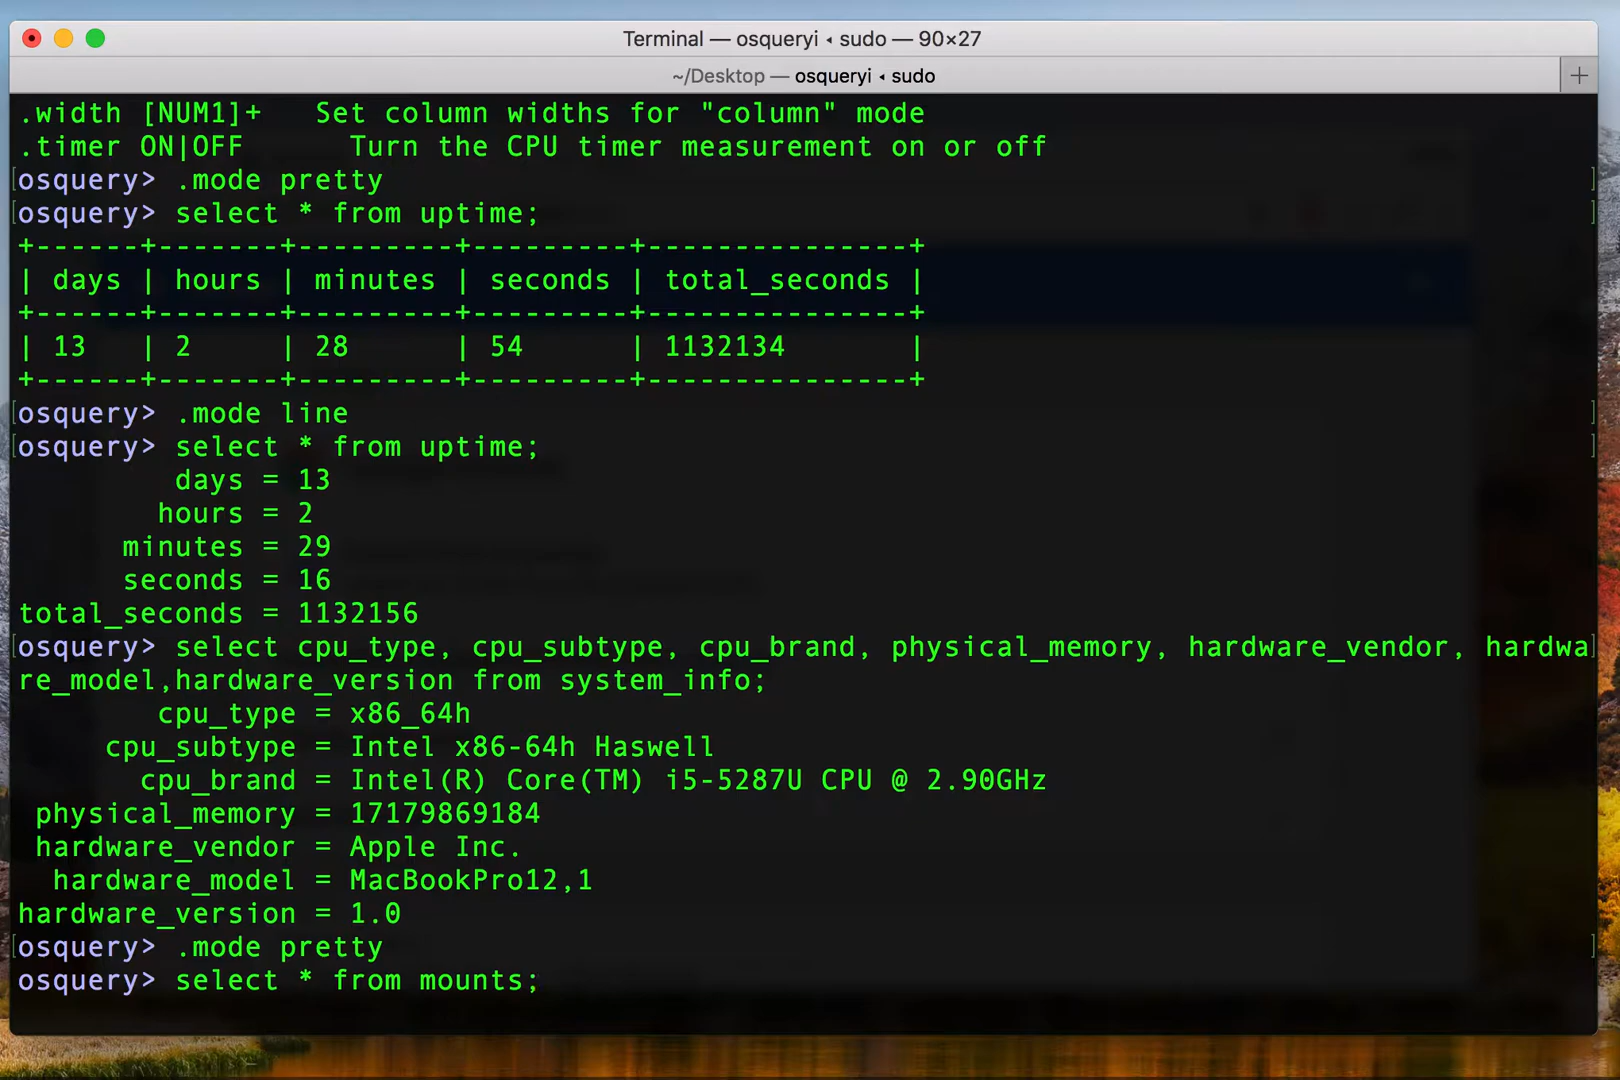 Terminal — osqueryi ◂ sudo — 90×27
~/Desktop — osqueryi ◂ sudo
.width [NUM1]+   Set column widths for "column" mode
.timer ON|OFF      Turn the CPU timer measurement on or off
osquery> .mode pretty
osquery> select * from uptime;
+------+-------+---------+---------+---------------+
| days | hours | minutes | seconds | total_seconds |
+------+-------+---------+---------+---------------+
| 13   | 2     | 28      | 54      | 1132134       |
+------+-------+---------+---------+---------------+
osquery> .mode line
osquery> select * from uptime;
         days = 13
        hours = 2
      minutes = 29
      seconds = 16
total_seconds = 1132156
osquery> select cpu_type, cpu_subtype, cpu_brand, physical_memory, hardware_vendor, hardwa
re_model,hardware_version from system_info;
        cpu_type = x86_64h
     cpu_subtype = Intel x86-64h Haswell
       cpu_brand = Intel(R) Core(TM) i5-5287U CPU @ 2.90GHz
 physical_memory = 17179869184
 hardware_vendor = Apple Inc.
  hardware_model = MacBookPro12,1
hardware_version = 1.0
osquery> .mode pretty
osquery> select * from mounts;